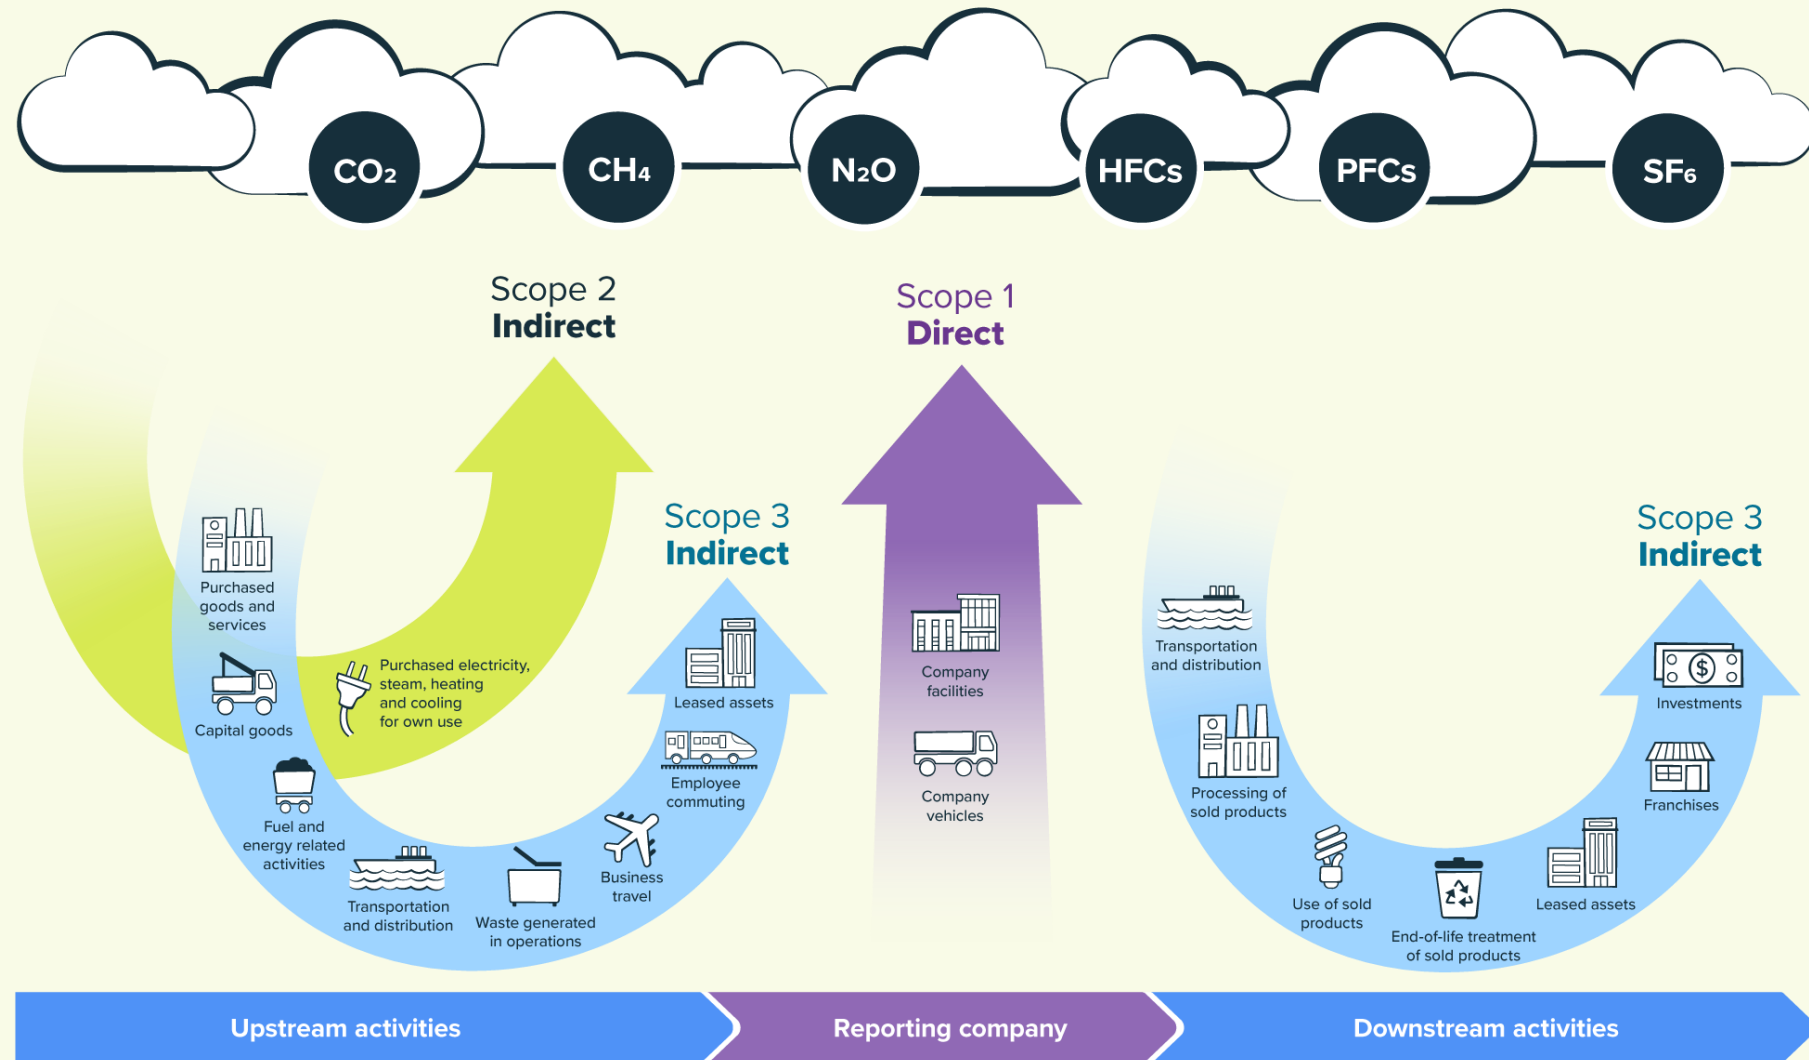 CO₂
CH₄
N₂O
HFCs
PFCs
SF₆
Scope 2
Indirect
Scope 1
Direct
Scope 3
Indirect
Scope 3
Indirect
Purchased
goods and
services
Capital goods
Purchased electricity,
steam, heating
and cooling
for own use
Fuel and
energy related
activities
Transportation
and distribution
Waste generated
in operations
Business
travel
Employee
commuting
Leased assets
Company
facilities
Company
vehicles
Transportation
and distribution
Processing of
sold products
Use of sold
products
End-of-life treatment
of sold products
Leased assets
Franchises
$
Investments
Upstream activities
Reporting company
Downstream activities